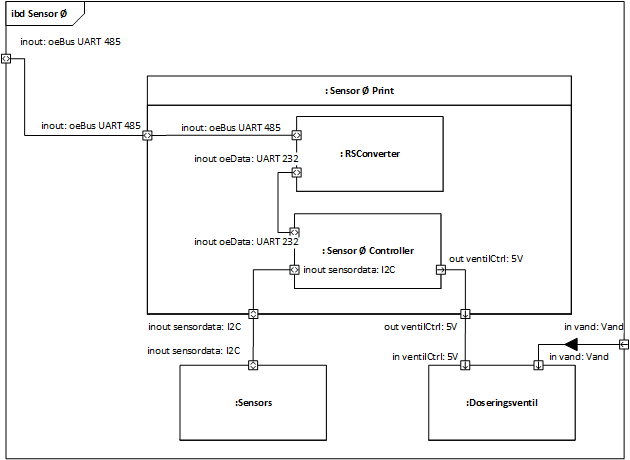 ibd Sensor Ø
inout: oeBus UART 485
: Sensor Ø Print
inout: oeBus UART 485
inout: oeBus UART 485
: RSConverter
inout oeData: UART 232
inout oeData: UART 232
: Sensor Ø Controller
out ventilCtrl: 5V
inout sensordata: I2C
inout sensordata: I2C
out ventilCtrl: 5V
in vand: Vand
inout sensordata: I2C
in ventilCtrl: 5V
in vand: Vand
:Sensors
:Doseringsventil